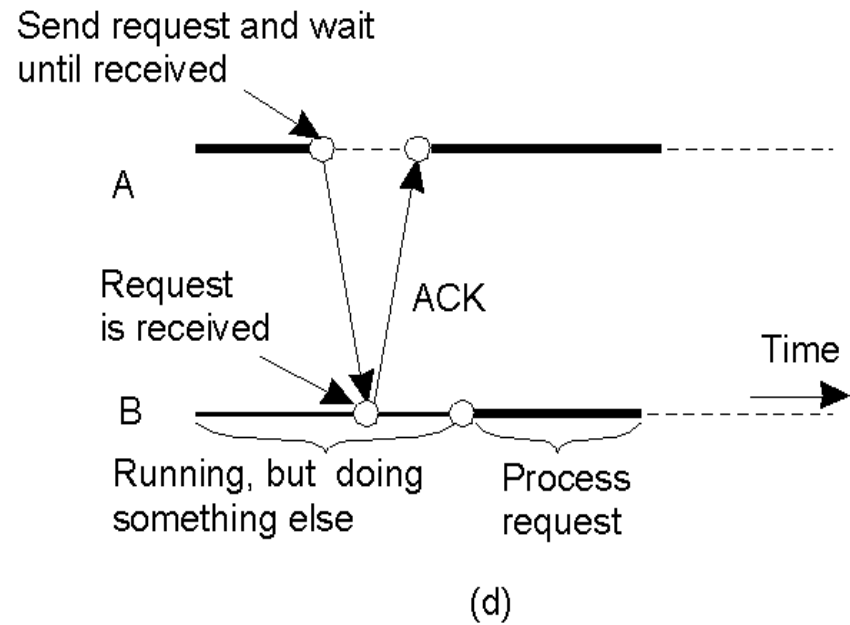 Send request and wait
until received
A
Request
is received
ACK
Time
B
Running, but doing
something else
Process
request
(d)